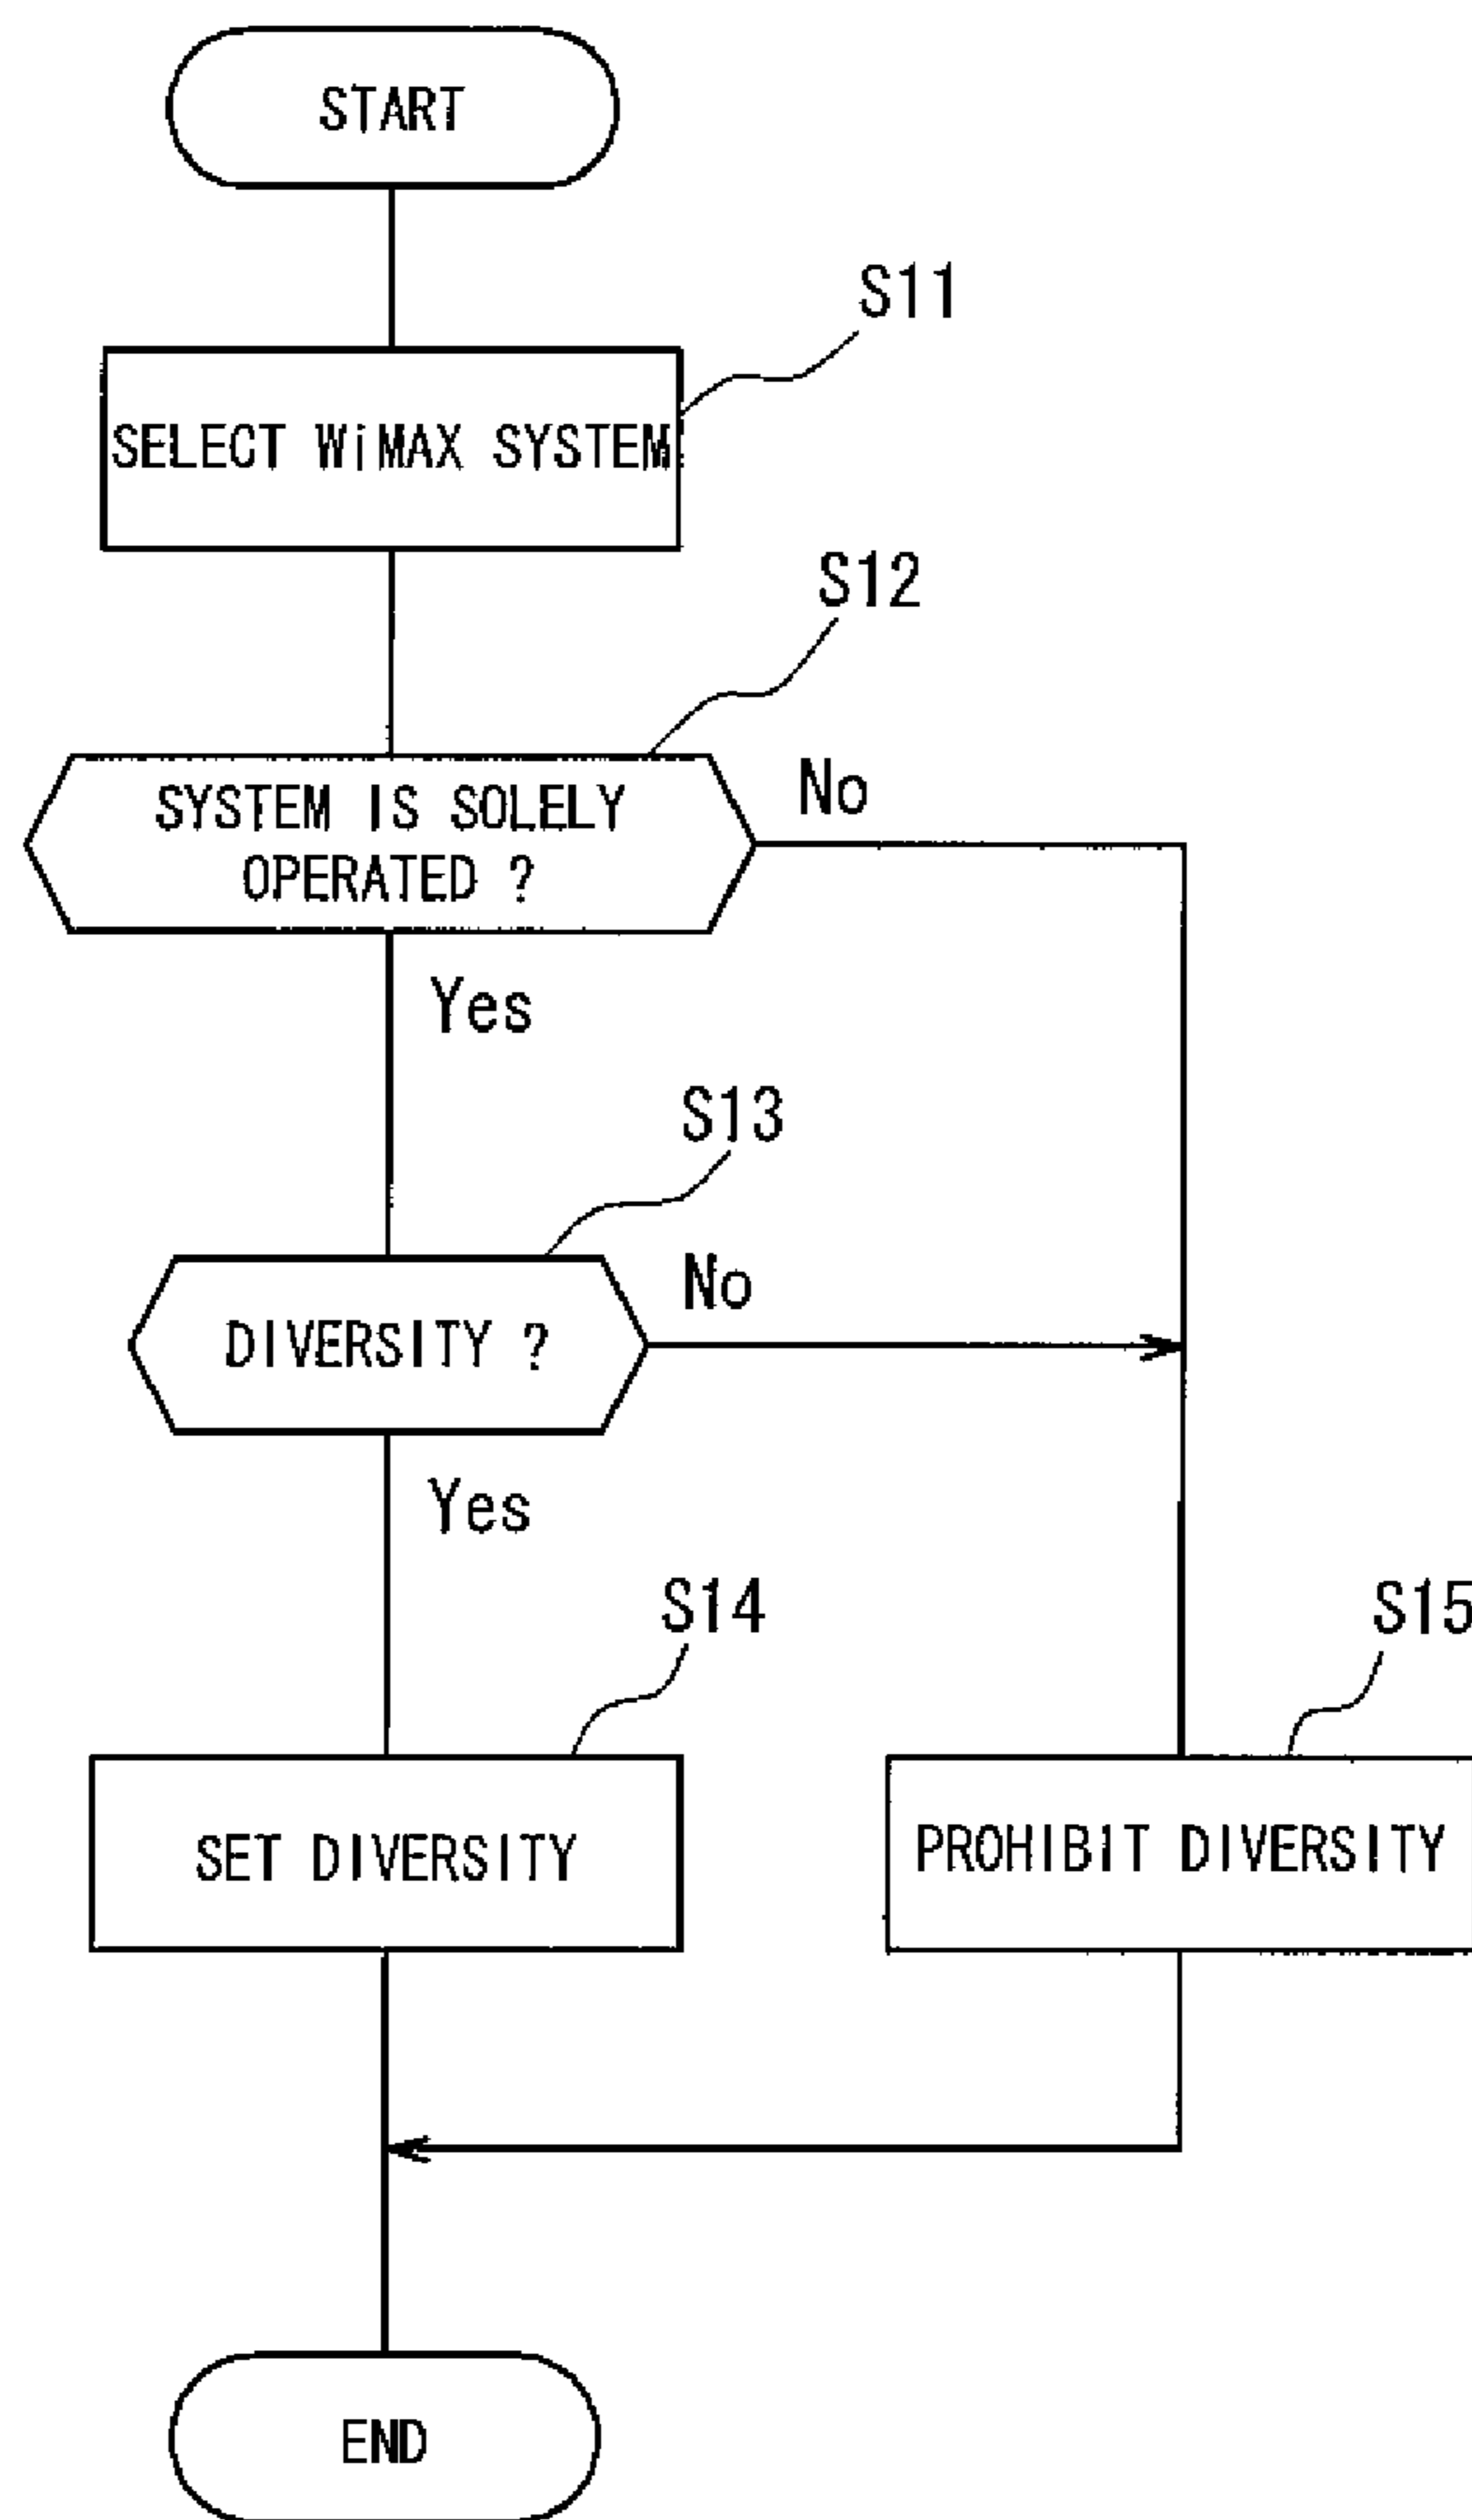 START
S11
SELECT WiMAX SYSTEM
S12
SYSTEM IS SOLELY
OPERATED ?
No
Yes
S13
DIVERSITY ?
No
Yes
S14
S15
SET DIVERSITY
PROHIBIT DIVERSITY
END